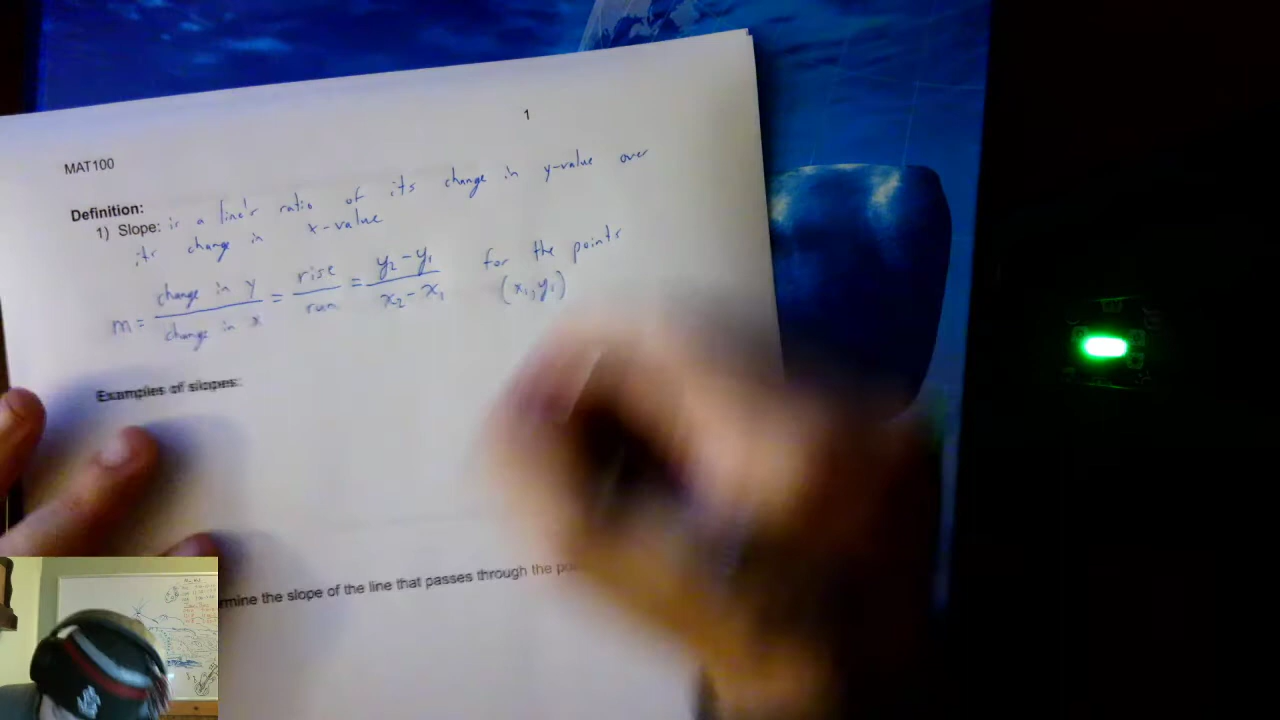 1
MAT100
Definition:
1) Slope: is a line's ratio of its change in y-value over
its change in x-value
m = change in y / change in x = rise / run = y₂ - y₁ / x₂ - x₁ for the points
(x₁, y₁)
Examples of slopes:
the slope of the line that passes through the